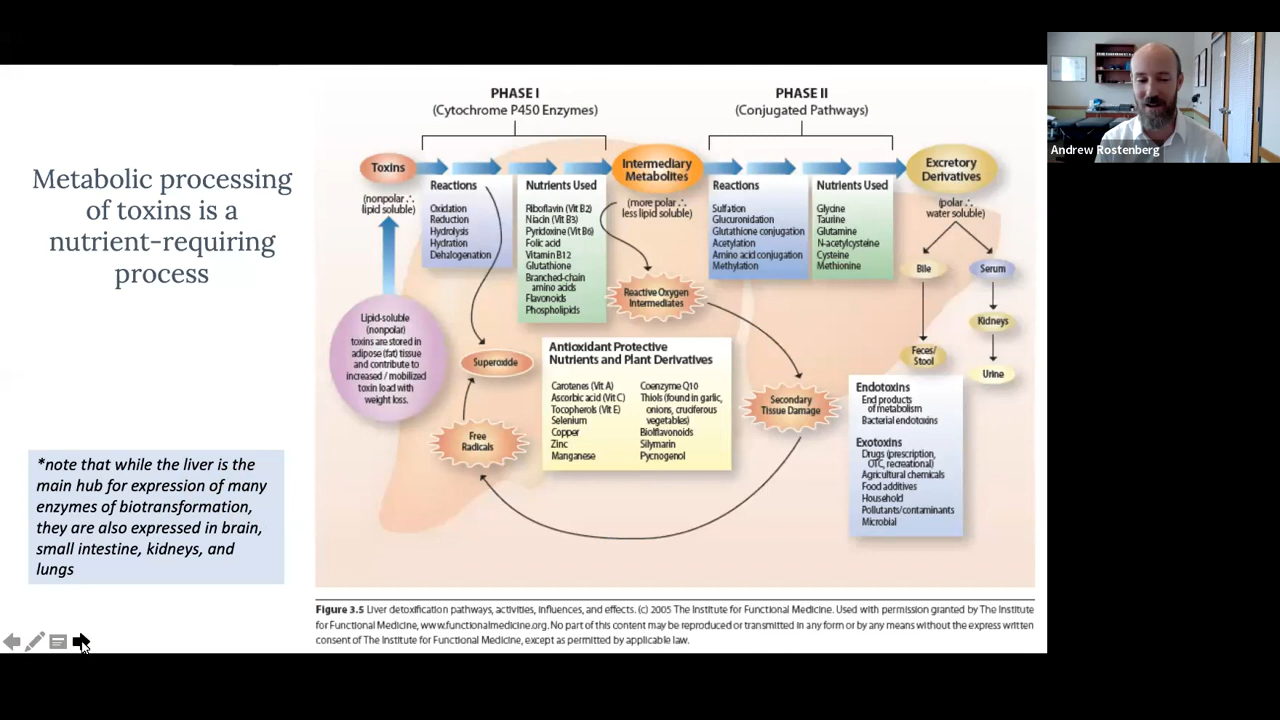 Metabolic processing
of toxins is a
nutrient-requiring
process
*note that while the liver is the
main hub for expression of many
enzymes of biotransformation,
they are also expressed in brain,
small intestine, kidneys, and
lungs
PHASE I
(Cytochrome P450 Enzymes)
PHASE II
(Conjugated Pathways)
Toxins
(nonpolar ∴
lipid soluble)
Reactions
Oxidation
Reduction
Hydrolysis
Hydration
Dehalogenation
Nutrients Used
Riboflavin (Vit B2)
Niacin (Vit B3)
Pyridoxine (Vit B6)
Folic acid
Vitamin B12
Glutathione
Branched-chain
amino acids
Flavonoids
Phospholipids
Intermediary
Metabolites
(more polar ∴
less lipid soluble)
Reactions
Sulfation
Glucuronidation
Glutathione conjugation
Acetylation
Amino acid conjugation
Methylation
Nutrients Used
Glycine
Taurine
Glutamine
N-acetylcysteine
Cysteine
Methionine
Excretory
Derivatives
(polar ∴
water soluble)
Bile
Serum
Kidneys
Feces/
Stool
Urine
Lipid-soluble
(nonpolar)
toxins are stored in
adipose (fat) tissue
and contribute to
increased / mobilized
toxin load with
weight loss.
Superoxide
Free
Radicals
Reactive Oxygen
Intermediates
Secondary
Tissue Damage
Antioxidant Protective
Nutrients and Plant Derivatives
Carotenes (Vit A)
Ascorbic acid (Vit C)
Tocopherols (Vit E)
Selenium
Copper
Zinc
Manganese
Coenzyme Q10
Thiols (found in garlic,
onions, cruciferous
vegetables)
Bioflavonoids
Silymarin
Pycnogenol
Endotoxins
End products
of metabolism
Bacterial endotoxins
Exotoxins
Drugs (prescription,
OTC, recreational)
Agricultural chemicals
Food additives
Household
Pollutants/contaminants
Microbial
Figure 3.5 Liver detoxification pathways, activities, influences, and effects. (c) 2005 The Institute for Functional Medicine. Used with permission granted by The Institute
for Functional Medicine, www.functionalmedicine.org. No part of this content may be reproduced or transmitted in any form or by any means without the express written
consent of The Institute for Functional Medicine, except as permitted by applicable law.
Andrew Rostenberg